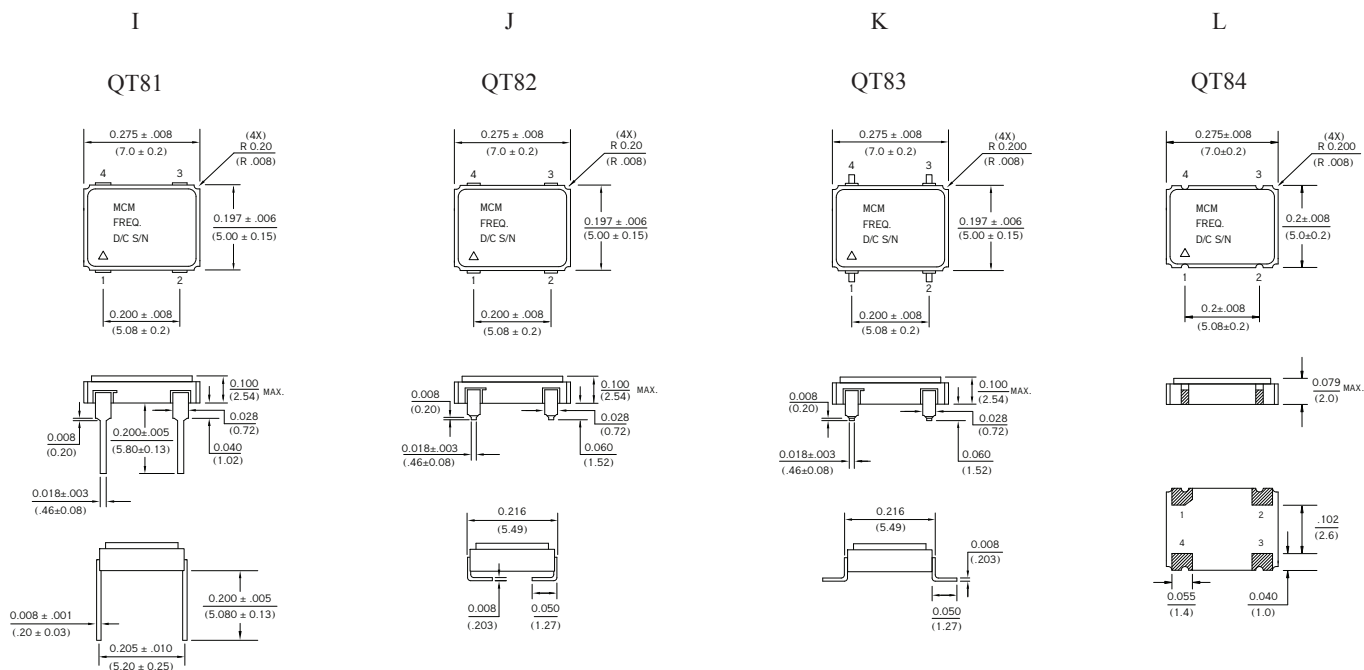 I
QT81
0.275 ± .008
(7.0 ± 0.2)
(4X)
R 0.20
(R .008)
4 3
MCM
FREQ.
D/C S/N
0.197 ± .006
(5.00 ± 0.15)
1 2
0.200 ± .008
(5.08 ± 0.2)
0.100
(2.54)
MAX.
0.008
(0.20)
0.200±.005
(5.80±0.13)
0.028
(0.72)
0.040
(1.02)
0.018±.003
(.46±0.08)
0.008 ± .001
(.20 ± 0.03)
0.200 ± .005
(5.080 ± 0.13)
0.205 ± .010
(5.20 ± 0.25)
J
QT82
0.275 ± .008
(7.0 ± 0.2)
(4X)
R 0.20
(R .008)
4 3
MCM
FREQ.
D/C S/N
0.197 ± .006
(5.00 ± 0.15)
1 2
0.200 ± .008
(5.08 ± 0.2)
0.100
(2.54)
MAX.
0.008
(0.20)
0.028
(0.72)
0.018±.003
(.46±0.08)
0.060
(1.52)
0.216
(5.49)
0.008
(.203)
0.050
(1.27)
K
QT83
0.275 ± .008
(7.0 ± 0.2)
(4X)
R 0.200
(R .008)
4 3
MCM
FREQ.
D/C S/N
0.197 ± .006
(5.00 ± 0.15)
1 2
0.200 ± .008
(5.08 ± 0.2)
0.100
(2.54)
MAX.
0.008
(0.20)
0.028
(0.72)
0.018±.003
(.46±0.08)
0.060
(1.52)
0.216
(5.49)
0.008
(.203)
0.050
(1.27)
L
QT84
0.275±.008
(7.0±0.2)
(4X)
R 0.200
(R .008)
4 3
MCM
FREQ.
D/C S/N
0.2±.008
(5.0±0.2)
1 2
0.2±.008
(5.08±0.2)
0.079
(2.0)
MAX.
1 2
4 3
.102
(2.6)
0.055
(1.4)
0.040
(1.0)